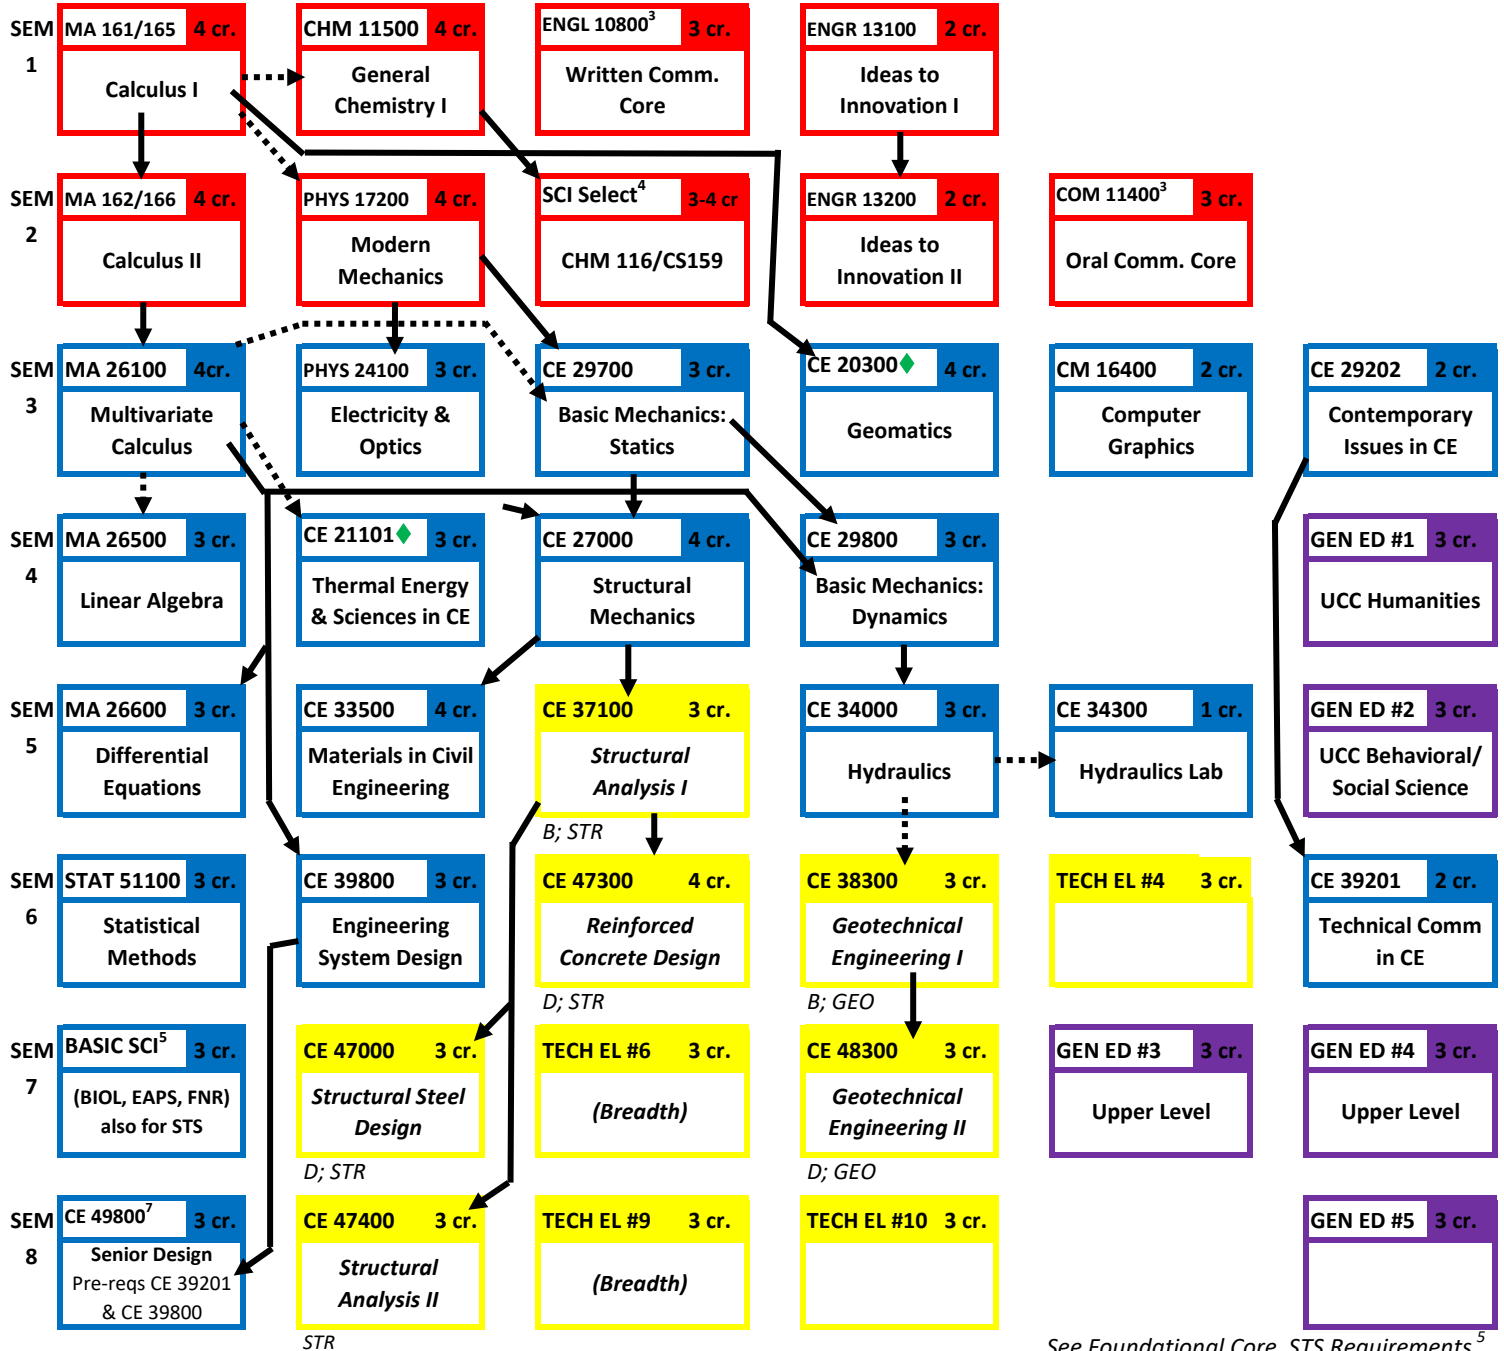 SEM 1
MA 161/165 4 cr.
Calculus I
CHM 11500 4 cr.
General
Chemistry I
ENGL 10800³ 3 cr.
Written Comm.
Core
ENGR 13100 2 cr.
Ideas to
Innovation I
SEM 2
MA 162/166 4 cr.
Calculus II
PHYS 17200 4 cr.
Modern
Mechanics
SCI Select⁴ 3-4 cr
CHM 116/CS159
ENGR 13200 2 cr.
Ideas to
Innovation II
COM 11400³ 3 cr.
Oral Comm. Core
SEM 3
MA 26100 4cr.
Multivariate
Calculus
PHYS 24100 3 cr.
Electricity &
Optics
CE 29700 3 cr.
Basic Mechanics:
Statics
CE 20300♦ 4 cr.
Geomatics
CM 16400 2 cr.
Computer
Graphics
CE 29202 2 cr.
Contemporary
Issues in CE
SEM 4
MA 26500 3 cr.
Linear Algebra
CE 21101♦ 3 cr.
Thermal Energy
& Sciences in CE
CE 27000 4 cr.
Structural
Mechanics
CE 29800 3 cr.
Basic Mechanics:
Dynamics
GEN ED #1 3 cr.
UCC Humanities
SEM 5
MA 26600 3 cr.
Differential
Equations
CE 33500 4 cr.
Materials in Civil
Engineering
CE 37100 3 cr.
Structural
Analysis I
B; STR
CE 34000 3 cr.
Hydraulics
CE 34300 1 cr.
Hydraulics Lab
GEN ED #2 3 cr.
UCC Behavioral/
Social Science
SEM 6
STAT 51100 3 cr.
Statistical
Methods
CE 39800 3 cr.
Engineering
System Design
CE 47300 4 cr.
Reinforced
Concrete Design
D; STR
CE 38300 3 cr.
Geotechnical
Engineering I
B; GEO
TECH EL #4 3 cr.
CE 39201 2 cr.
Technical Comm
in CE
SEM 7
BASIC SCI⁵ 3 cr.
(BIOL, EAPS, FNR)
also for STS
CE 47000 3 cr.
Structural Steel
Design
D; STR
TECH EL #6 3 cr.
(Breadth)
CE 48300 3 cr.
Geotechnical
Engineering II
D; GEO
GEN ED #3 3 cr.
Upper Level
GEN ED #4 3 cr.
Upper Level
SEM 8
CE 49800⁷ 3 cr.
Senior Design
Pre-reqs CE 39201
& CE 39800
CE 47400 3 cr.
Structural
Analysis II
STR
TECH EL #9 3 cr.
(Breadth)
TECH EL #10 3 cr.
GEN ED #5 3 cr.
See Foundational Core, STS Requirements⁵